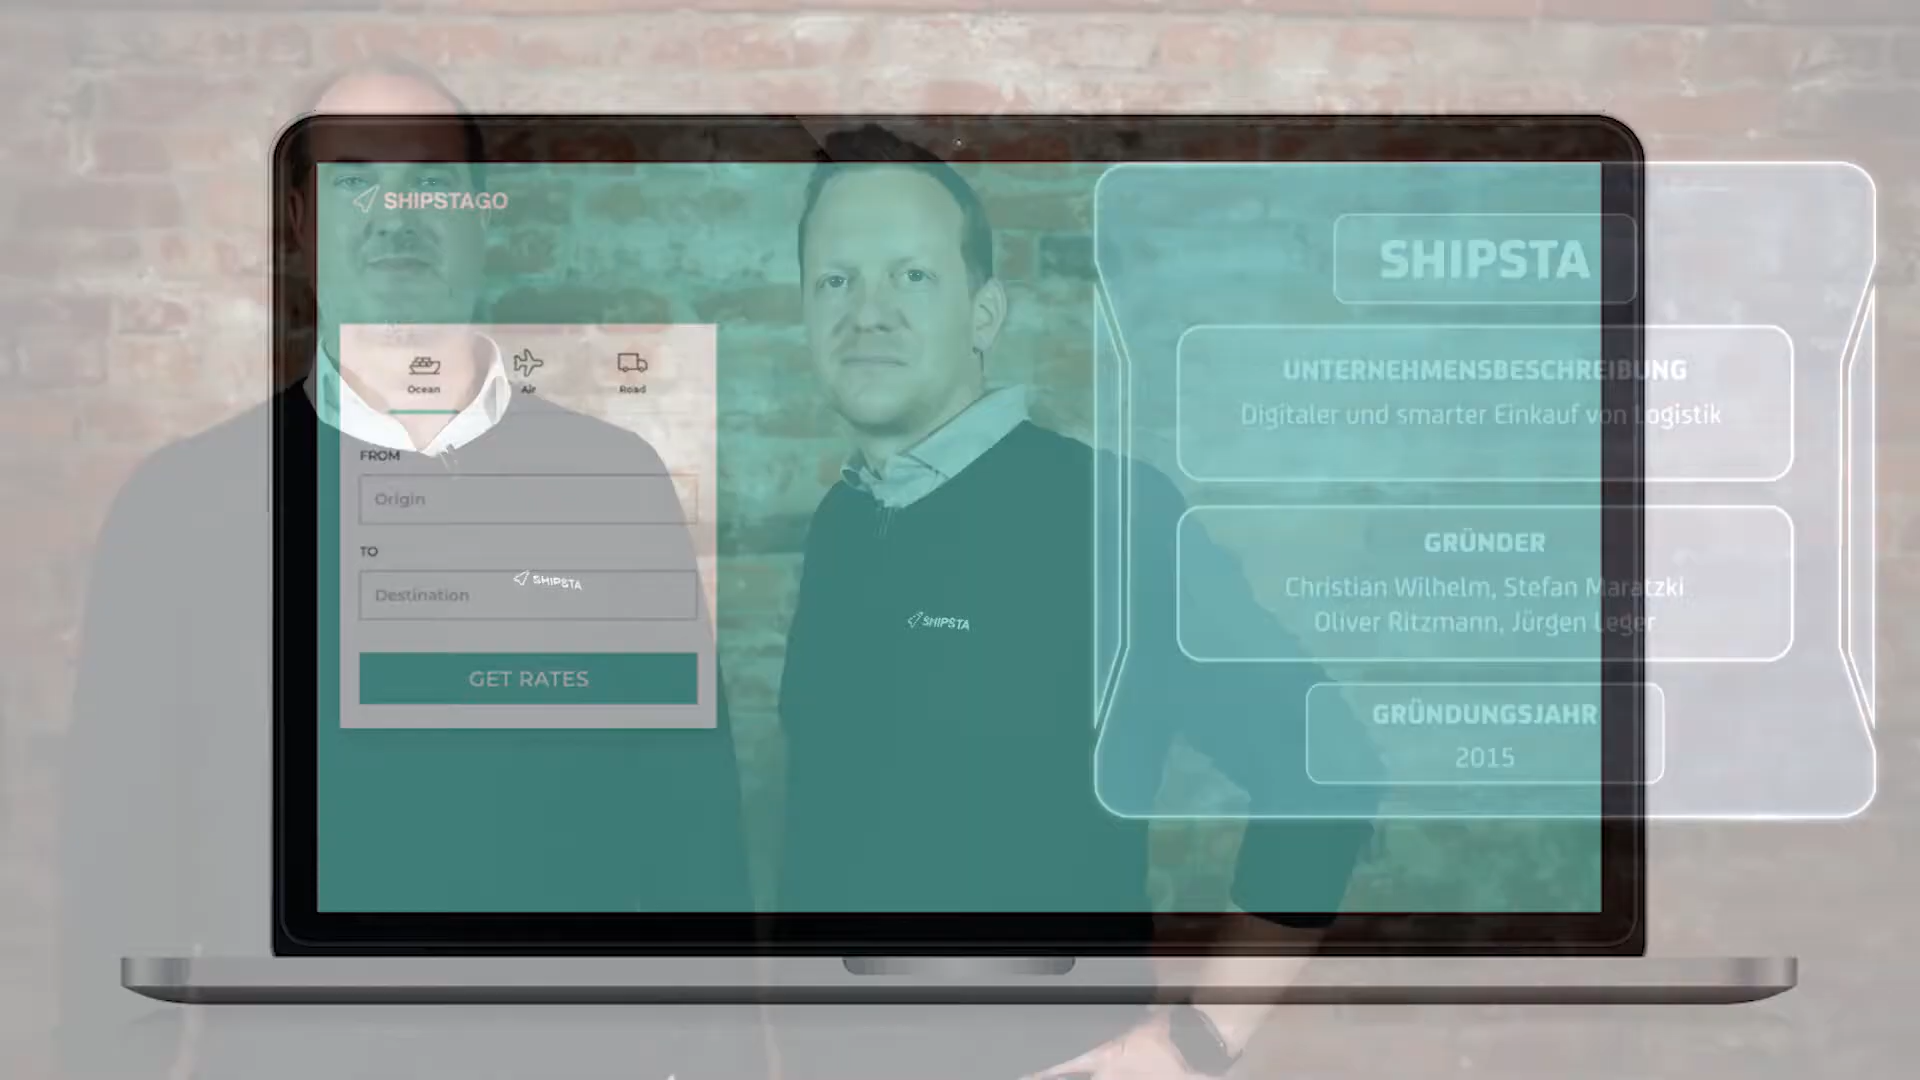 SHIPSTAGO
Ocean
Air
Road
FROM
Origin
TO
Destination
GET RATES
SHIPSTA
SHIPSTA
SHIPSTA
UNTERNEHMENSBESCHREIBUNG
Digitaler und smarter Einkauf von Logistik
GRÜNDER
Christian Wilhelm, Stefan Maratzki
Oliver Ritzmann, Jürgen Leger
GRÜNDUNGSJAHR
2015